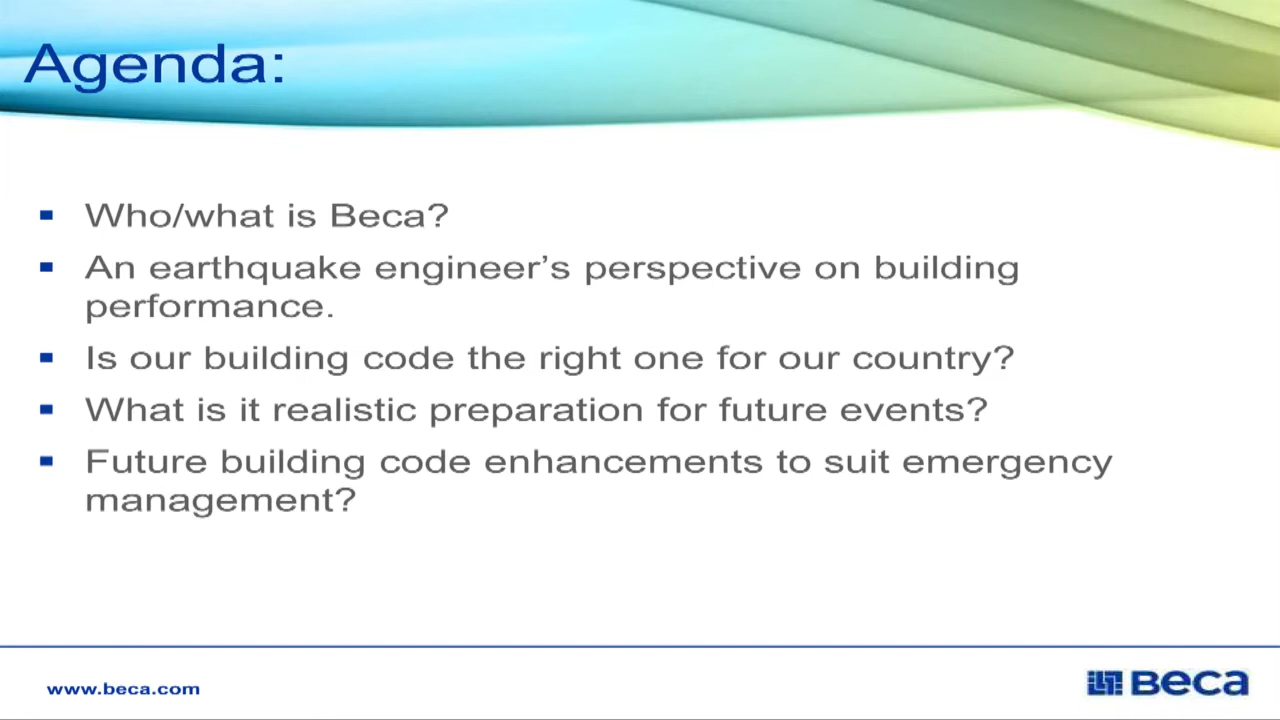 Agenda:
Who/what is Beca?
An earthquake engineer’s perspective on building
performance.
Is our building code the right one for our country?
What is it realistic preparation for future events?
Future building code enhancements to suit emergency
management?
www.beca.com
Beca